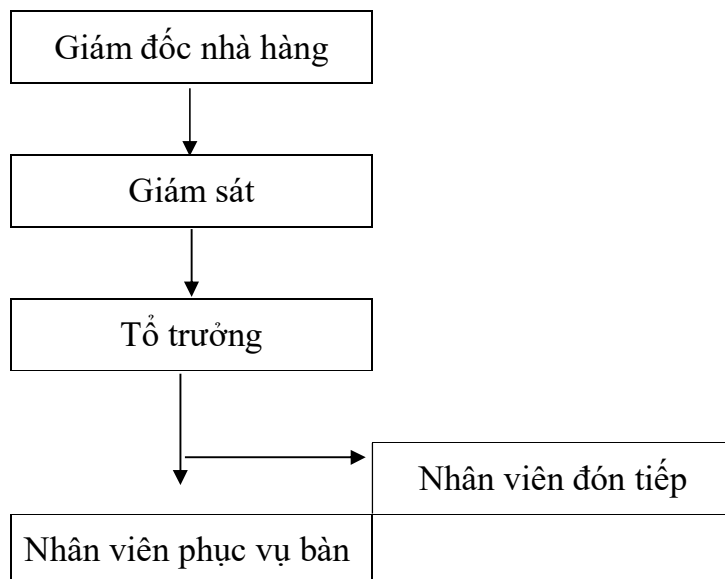 Giám đốc nhà hàng
Giám sát
Tổ trưởng
Nhân viên đón tiếp
Nhân viên phục vụ bàn